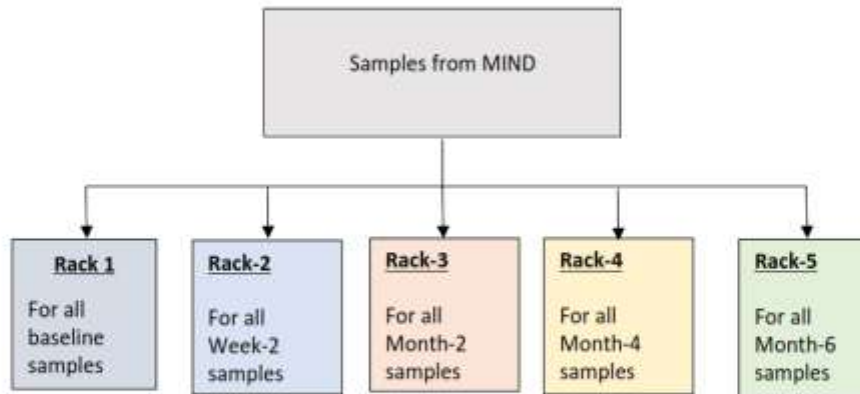 Samples from MIND
Rack 1
For all
baseline
samples
Rack-2
For all
Week-2
samples
Rack-3
For all
Month-2
samples
Rack-4
For all
Month-4
samples
Rack-5
For all
Month-6
samples